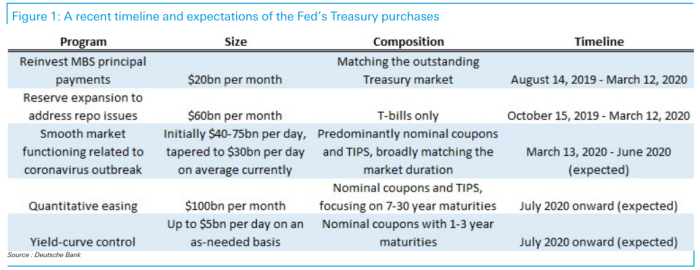 Figure 1: A recent timeline and expectations of the Fed's Treasury purchases
Program Size Composition Timeline
Reinvest MBS principal Matching the outstanding
payments $20bn per month Treasury market August 14, 2019 - March 12, 2020
Reserve expansion to
address repo issues $60bn per month T-bills only October 15, 2019 - March 12, 2020
Smooth market Initially $40-75bn per day, Predominantly nominal coupons
functioning related to tapered to $30bn per day and TIPS, broadly matching the March 13, 2020 - June 2020
coronavirus outbreak on average currently market duration (expected)
Nominal coupons and TIPS,
Quantitative easing $100bn per month focusing on 7-30 year maturities July 2020 onward (expected)
Up to $5bn per day on an Nominal coupons with 1-3 year
Yield-curve control as-needed basis maturities July 2020 onward (expected)
Source : Deutsche Bank